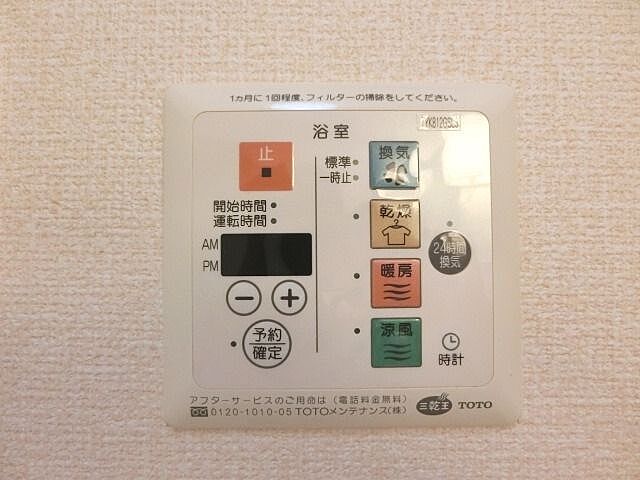 1カ月に1回程度、フィルターの掃除をしてください。
浴室
止
標準
一時止
換気
開始時間
運転時間
乾燥
AM
PM
24時間
換気
暖房
予約
確定
涼風
時計
アフターサービスのご用命は（電話料金無料）
0120-1010-05 TOTOメンテナンス(株)
三乾王
TOTO